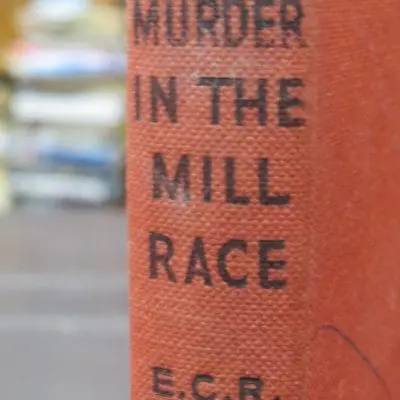 MURDER
IN THE
MILL
RACE
E.C.R.